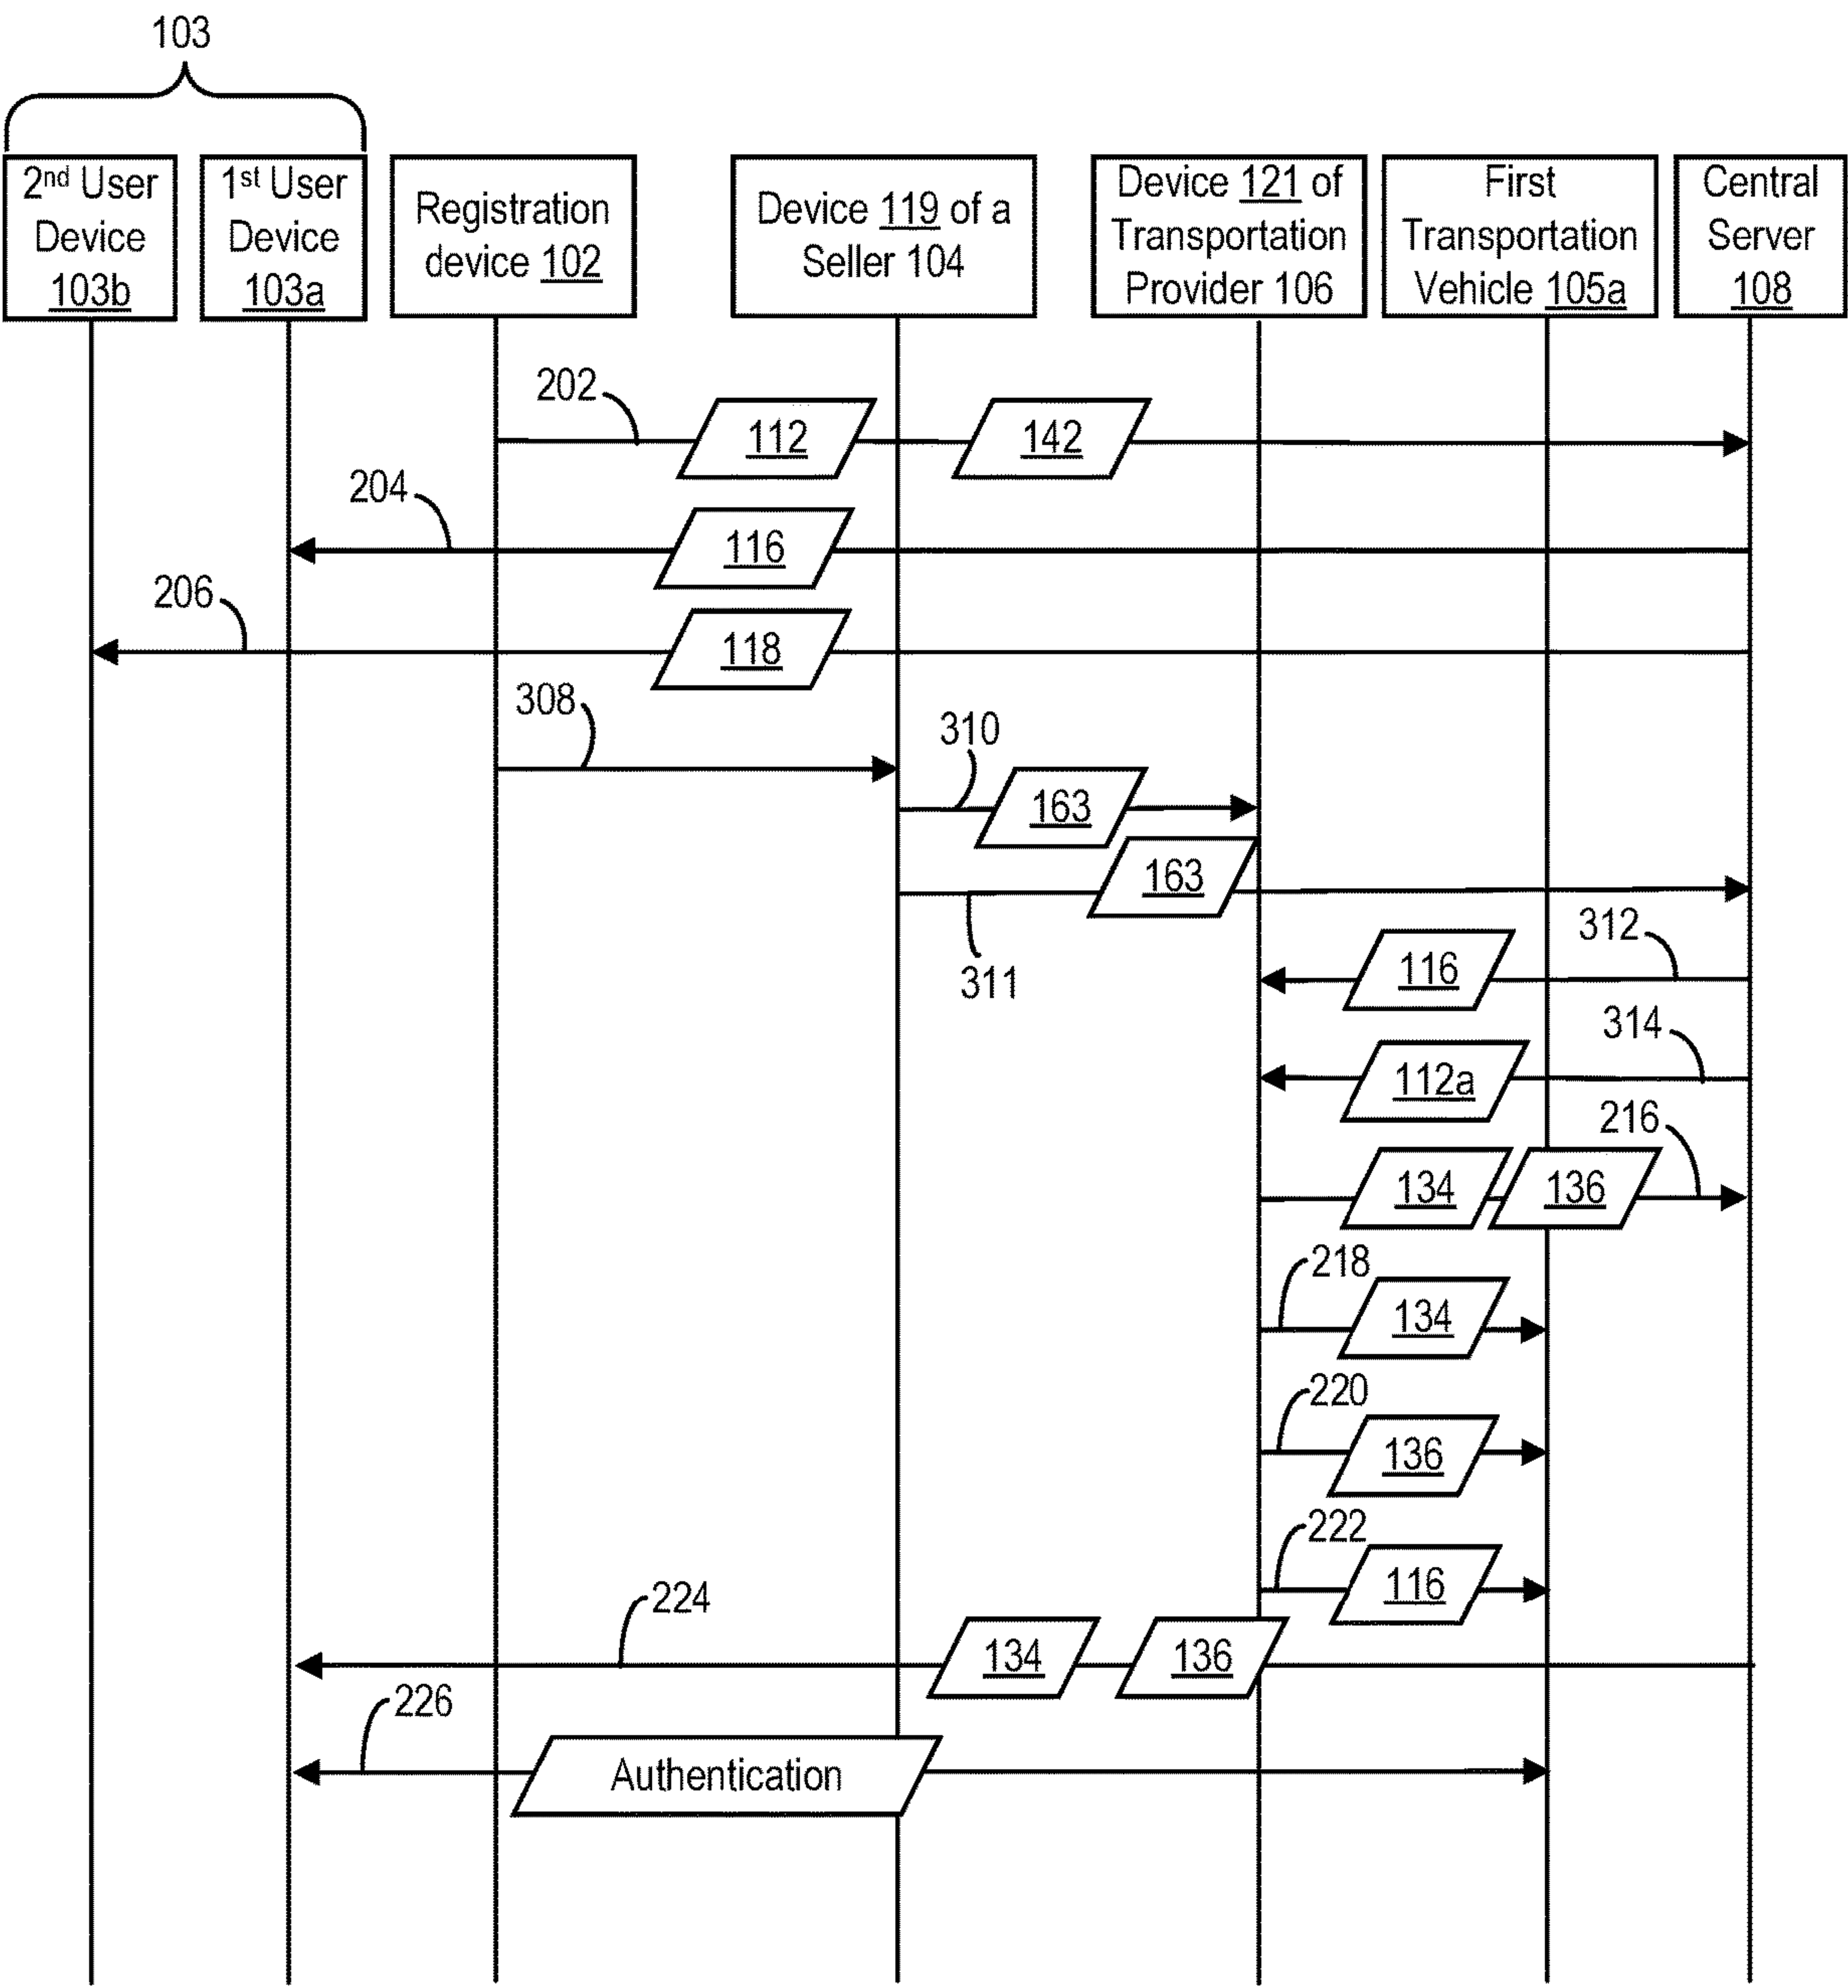 103
2nd User
Device
103b
1st User
Device
103a
Registration
device 102
Device 119 of a
Seller 104
Device 121 of
Transportation
Provider 106
First
Transportation
Vehicle 105a
Central
Server
108
202
112
142
204
116
206
118
308
310
163
163
311
312
116
314
112a
216
134
136
218
134
220
136
222
116
224
134
136
226
Authentication